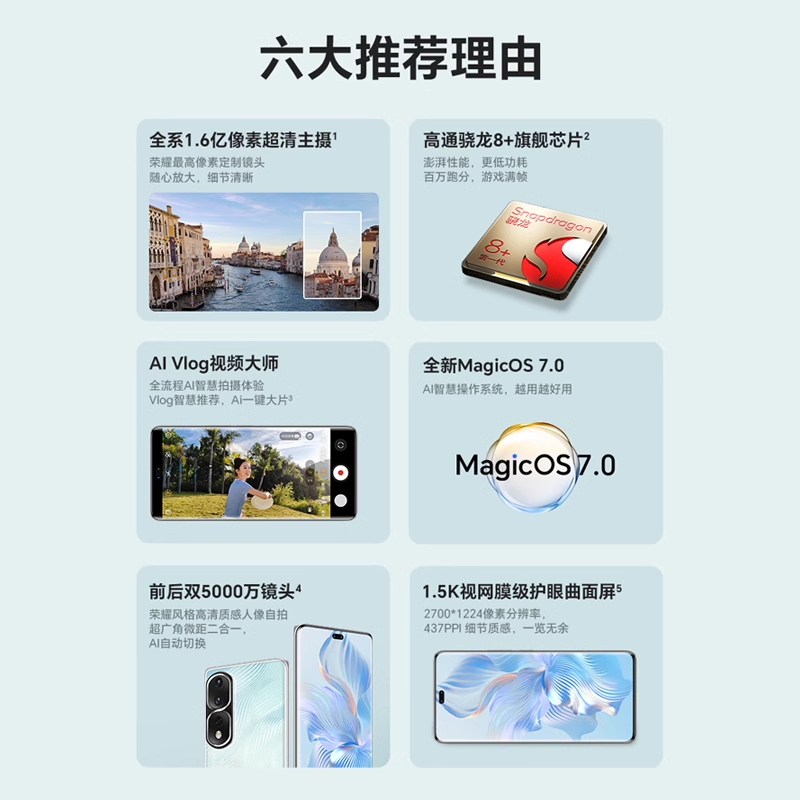 六大推荐理由
全系1.6亿像素超清主摄¹
荣耀最高像素定制镜头
随心放大，细节清晰
高通骁龙8+旗舰芯片²
澎湃性能，更低功耗
百万跑分，游戏满帧
Snapdragon
骁龙
8+
第一代
AI Vlog视频大师
全流程AI智慧拍摄体验
Vlog智慧推荐，Ai一键大片³
全新MagicOS 7.0
AI智慧操作系统，越用越好用
MagicOS 7.0
前后双5000万镜头⁴
荣耀风格高清质感人像自拍
超广角微距二合一，
AI自动切换
1.5K视网膜级护眼曲面屏⁵
2700*1224像素分辨率，
437PPI 细节质感，一览无余